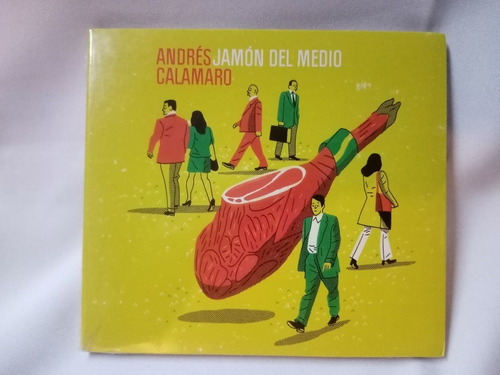 ANDRÉS JAMÓN DEL MEDIO
CALAMARO